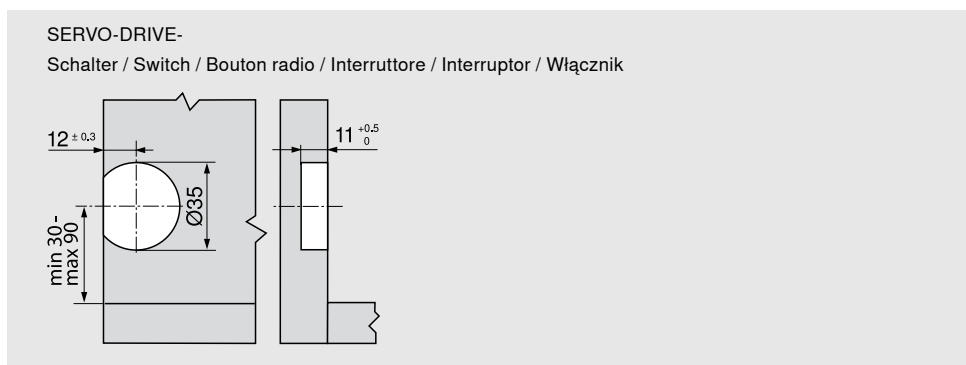 SERVO-DRIVE-
Schalter / Switch / Bouton radio / Interruttore / Interruptor / Włącznik
12 ± 0.3
11 +0.5 0
Ø35
min 30-
max 90